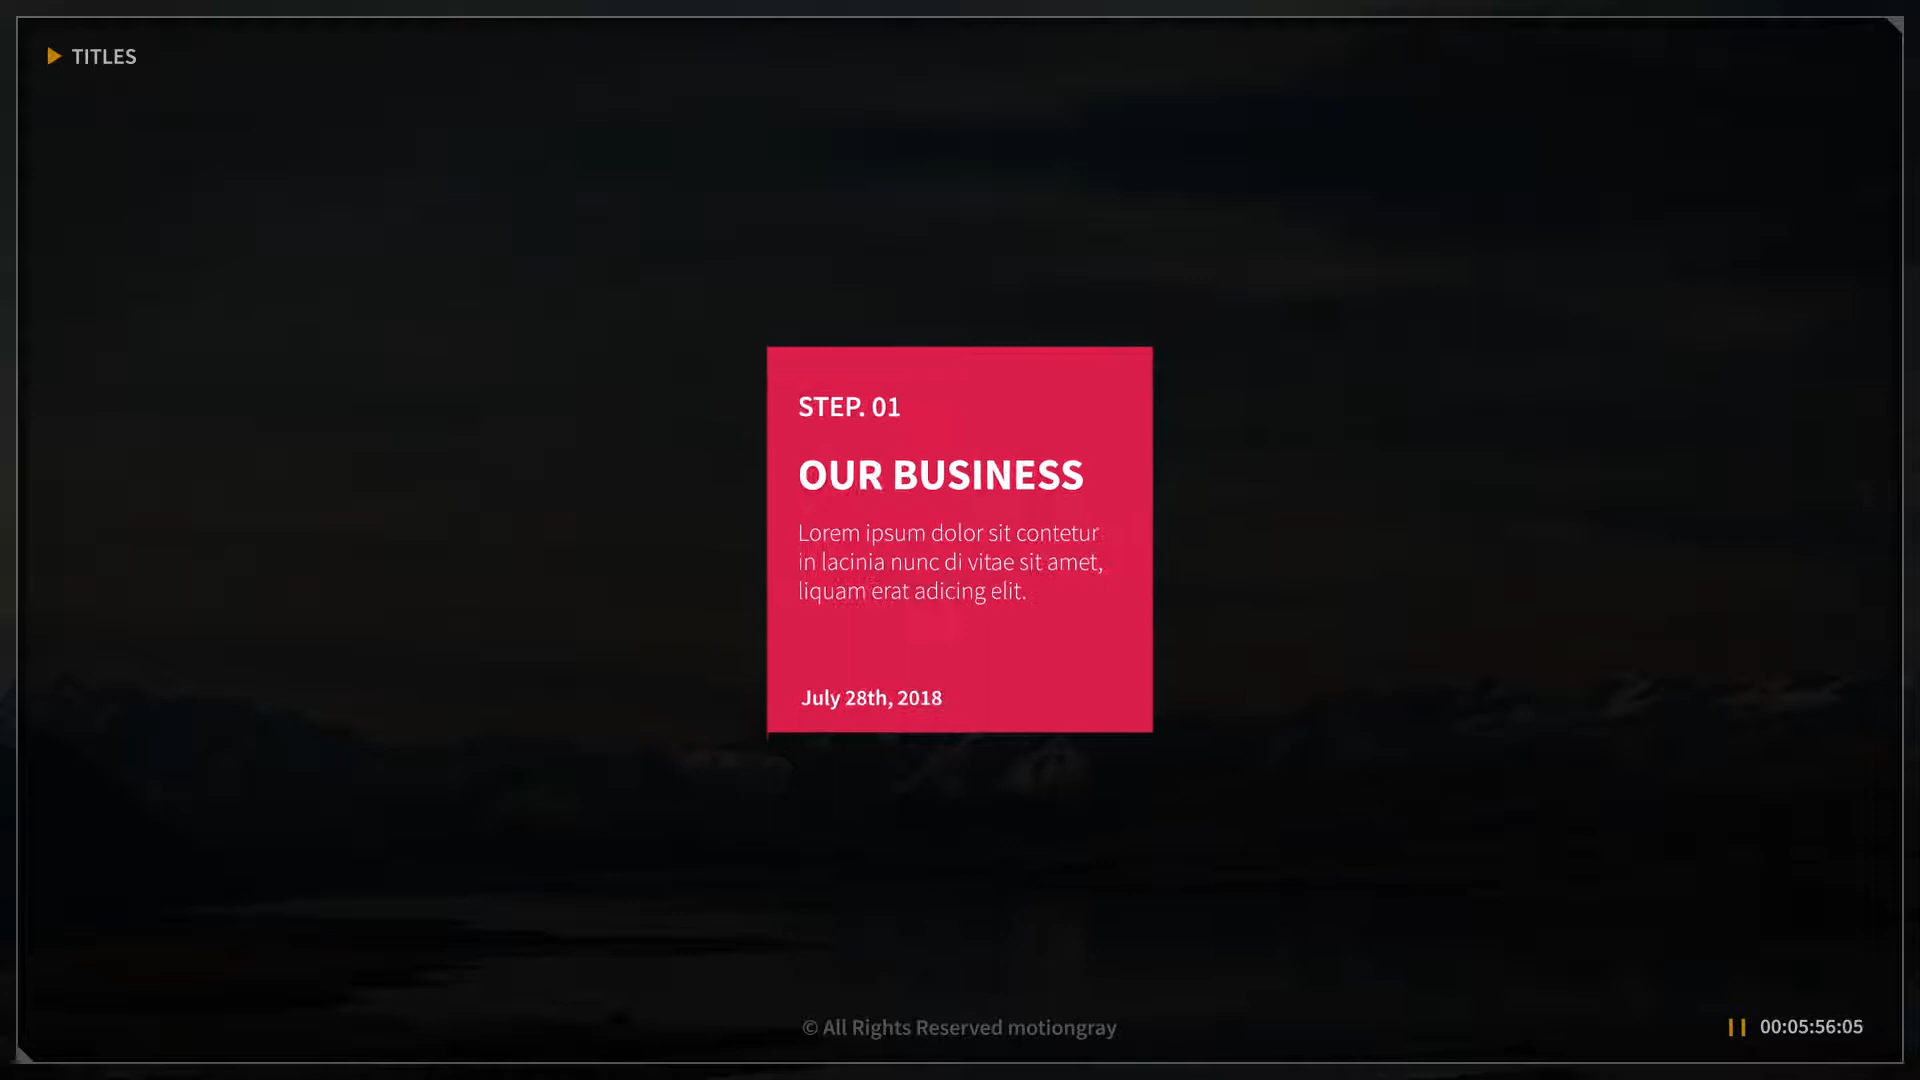 TITLES
STEP. 01
OUR BUSINESS
Lorem ipsum dolor sit contetur
in lacinia nunc di vitae sit amet,
liquam erat adicing elit.
July 28th, 2018
© All Rights Reserved motiongray
00:05:56:05